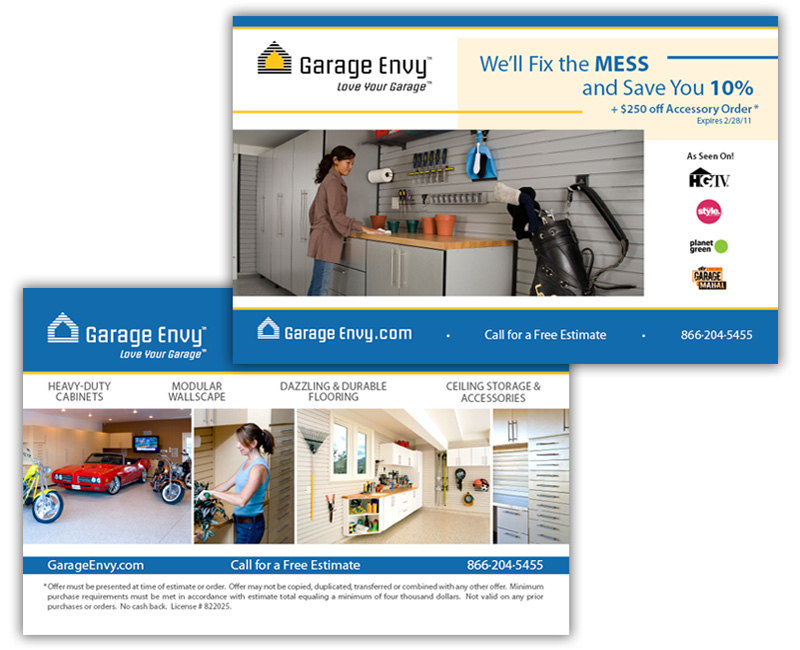 Garage Envy™
Love Your Garage™
We'll Fix the MESS
and Save You 10%
+ $250 off Accessory Order*
Expires 2/28/11
As Seen On!
HGTV
style.
planet
green
GARAGE
MAHAL
Garage Envy.com • Call for a Free Estimate • 866-204-5455
Garage Envy™
Love Your Garage™
HEAVY-DUTY
CABINETS
MODULAR
WALLSCAPE
DAZZLING & DURABLE
FLOORING
CEILING STORAGE &
ACCESSORIES
GarageEnvy.com Call for a Free Estimate 866-204-5455
*Offer must be presented at time of estimate or order. Offer may not be copied, duplicated, transferred or combined with any other offer. Minimum
purchase requirements must be met in accordance with estimate total equaling a minimum of four thousand dollars. Not valid on any prior
purchases or orders. No cash back. License # 822025.